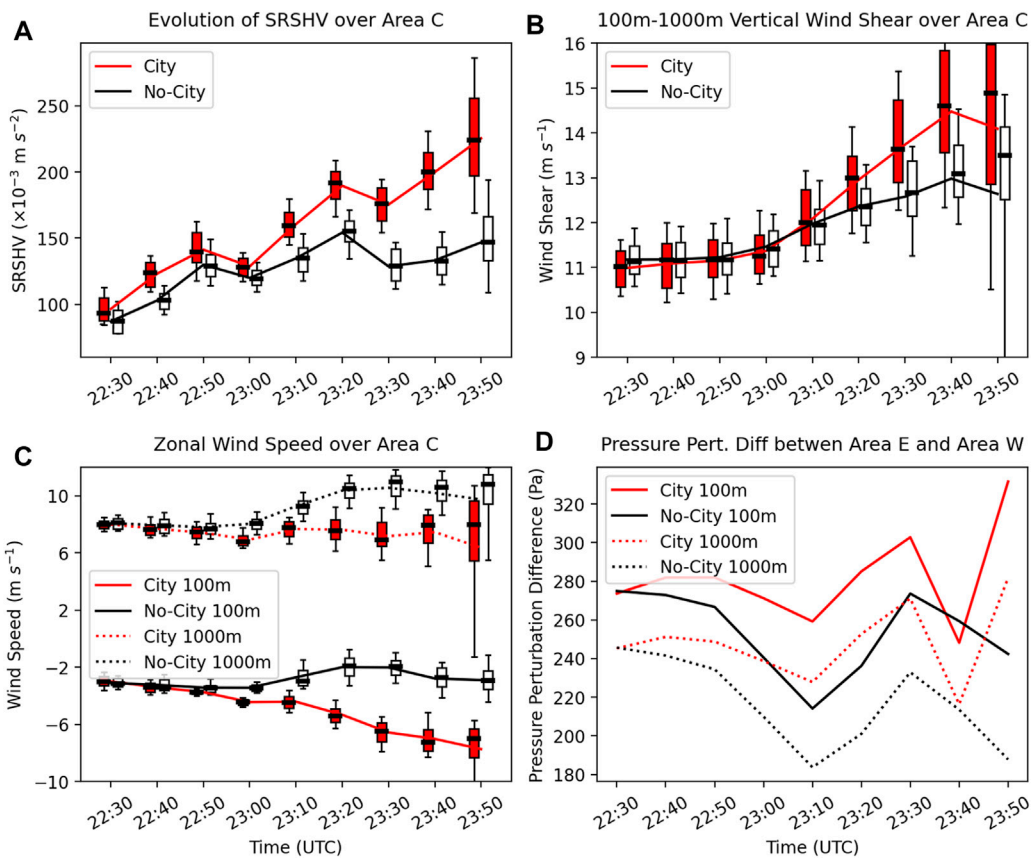 A
Evolution of SRSHV over Area C
SRSHV (×10⁻³ m s⁻²)
250
200
150
100
City
No-City
22:30 22:40 22:50 23:00 23:10 23:20 23:30 23:40 23:50
B
100m-1000m Vertical Wind Shear over Area C
Wind Shear (m s⁻¹)
16
15
14
13
12
11
10
9
City
No-City
22:30 22:40 22:50 23:00 23:10 23:20 23:30 23:40 23:50
C
Zonal Wind Speed over Area C
Wind Speed (m s⁻¹)
10
6
2
−2
−6
−10
City 100m
No-City 100m
City 1000m
No-City 1000m
22:30 22:40 22:50 23:00 23:10 23:20 23:30 23:40 23:50
Time (UTC)
D
Pressure Pert. Diff betwen Area E and Area W
Pressure Perturbation Difference (Pa)
320
300
280
260
240
220
200
180
City 100m
No-City 100m
City 1000m
No-City 1000m
22:30 22:40 22:50 23:00 23:10 23:20 23:30 23:40 23:50
Time (UTC)